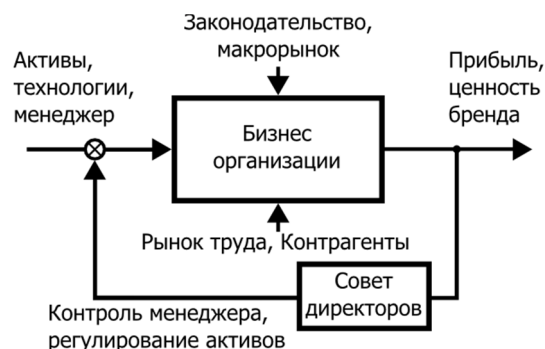 Законодательство,
макрорынок
Активы,
технологии,
менеджер
Прибыль,
ценность
бренда
Бизнес
организации
Рынок труда, Контрагенты
Совет
директоров
Контроль менеджера,
регулирование активов